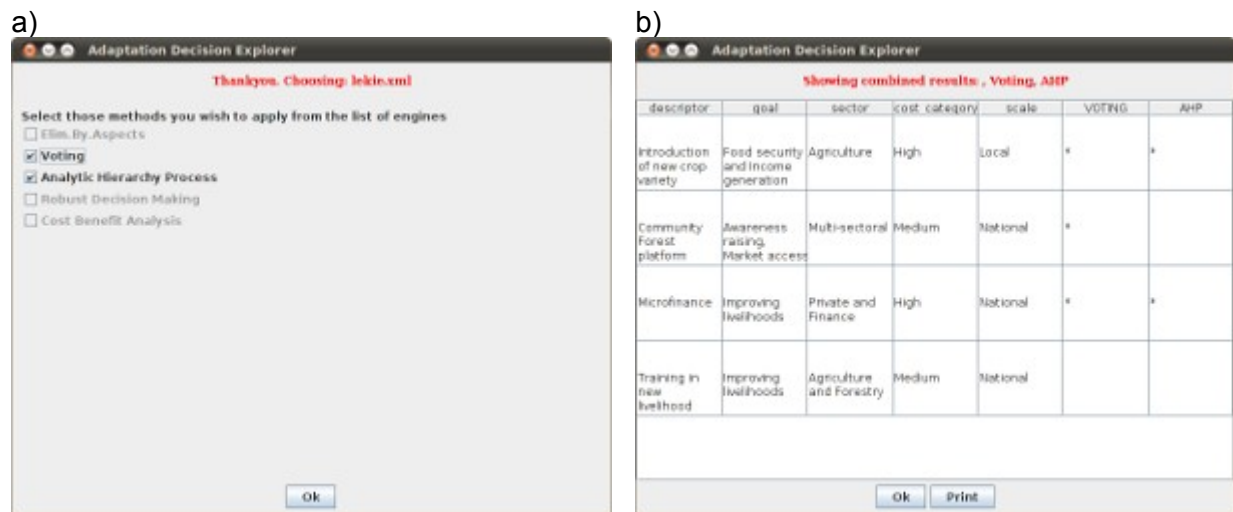 a)
Adaptation Decision Explorer
Thankyou. Choosing: lekie.xml
Select those methods you wish to apply from the list of engines
Elim.By.Aspects
Voting
Analytic Hierarchy Process
Robust Decision Making
Cost Benefit Analysis
Ok
b)
Adaptation Decision Explorer
Showing combined results: , Voting, AHP
descriptor goal sector cost category scale VOTING AHP
Introduction Food security Agriculture High Local * *
of new crop and income
variety generation
Community Awareness Multi-sectoral Medium National *
Forest raising,
platform Market access
Microfinance Improving Private and High National * *
livelihoods Finance
Training in Improving Agriculture Medium National
new livelihoods and Forestry
livelihood
Ok Print